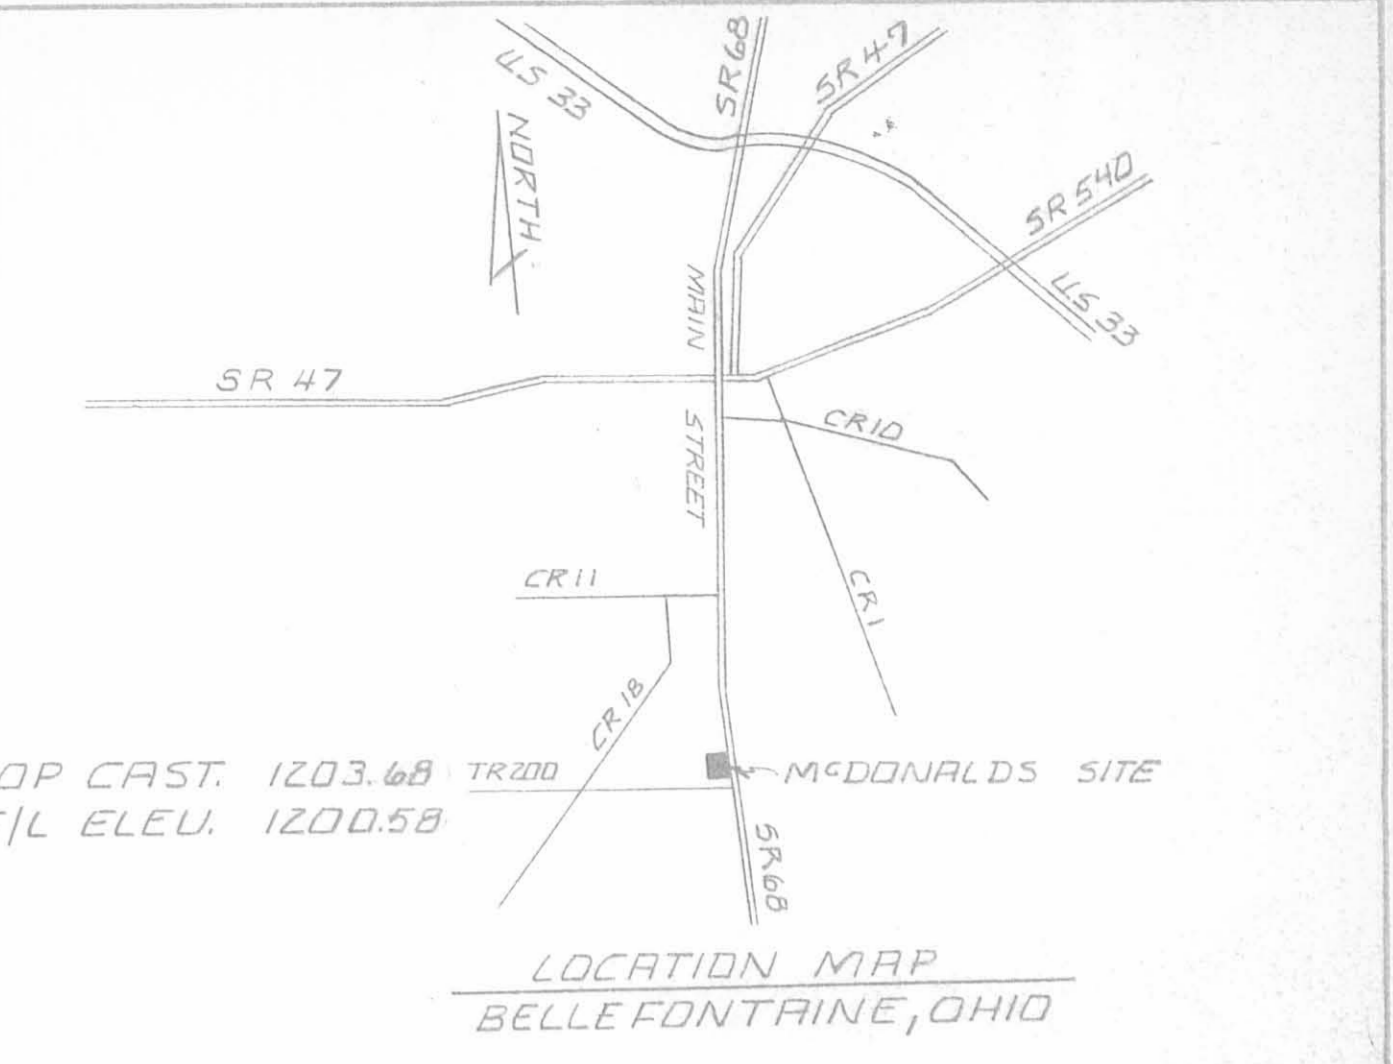 US 33
SR 68
SR 47
NORTH
SR 540
US 33
MAIN
STREET
SR 47
CR 10
CR 11
CR 1
CR 18
OP CAST. 1203.68
TR 200
McDONALDS SITE
F/L ELEV. 1200.58
SR 68
LOCATION MAP
BELLEFONTAINE, OHIO